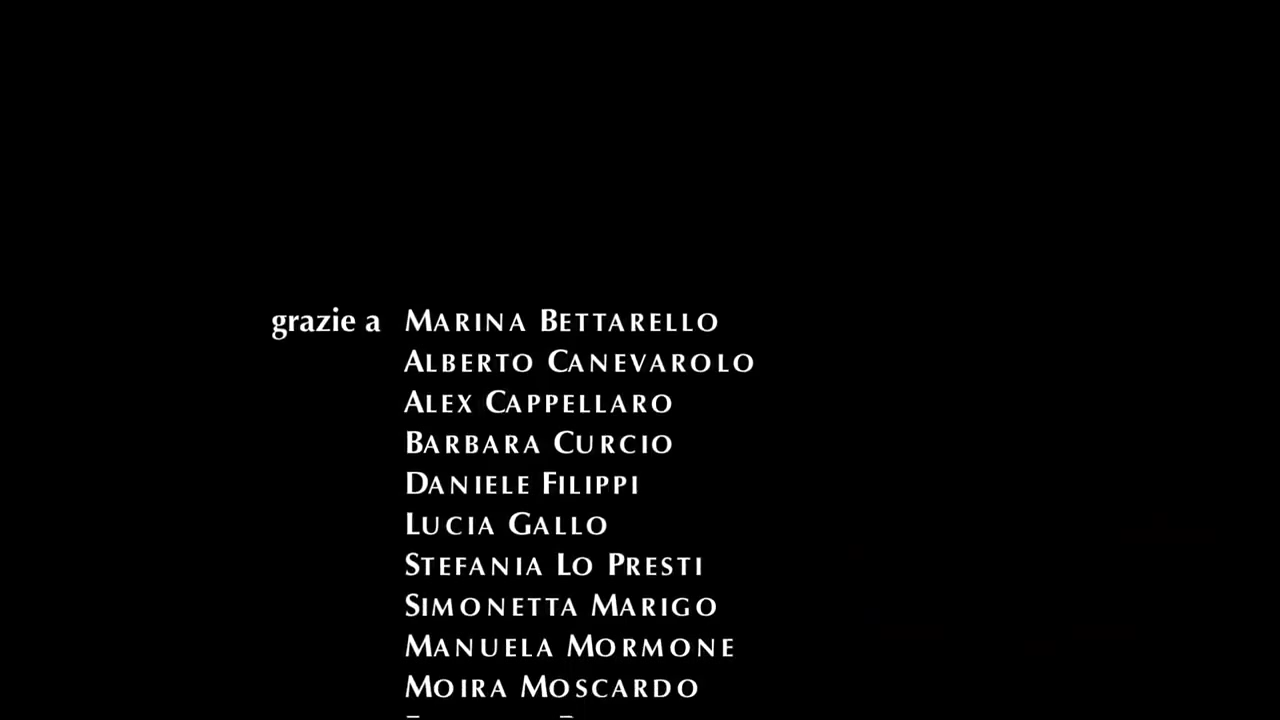 grazie a MARINA BETTARELLO
ALBERTO CANEVAROLO
ALEX CAPPELLARO
BARBARA CURCIO
DANIELE FILIPPI
LUCIA GALLO
STEFANIA LO PRESTI
SIMONETTA MARIGO
MANUELA MORMONE
MOIRA MOSCARDO